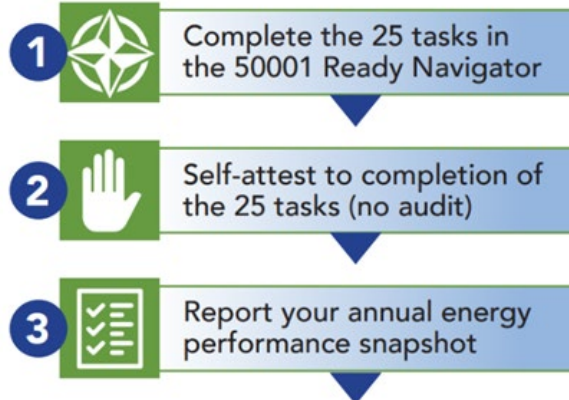 1
Complete the 25 tasks in
the 50001 Ready Navigator
2
Self-attest to completion of
the 25 tasks (no audit)
3
Report your annual energy
performance snapshot